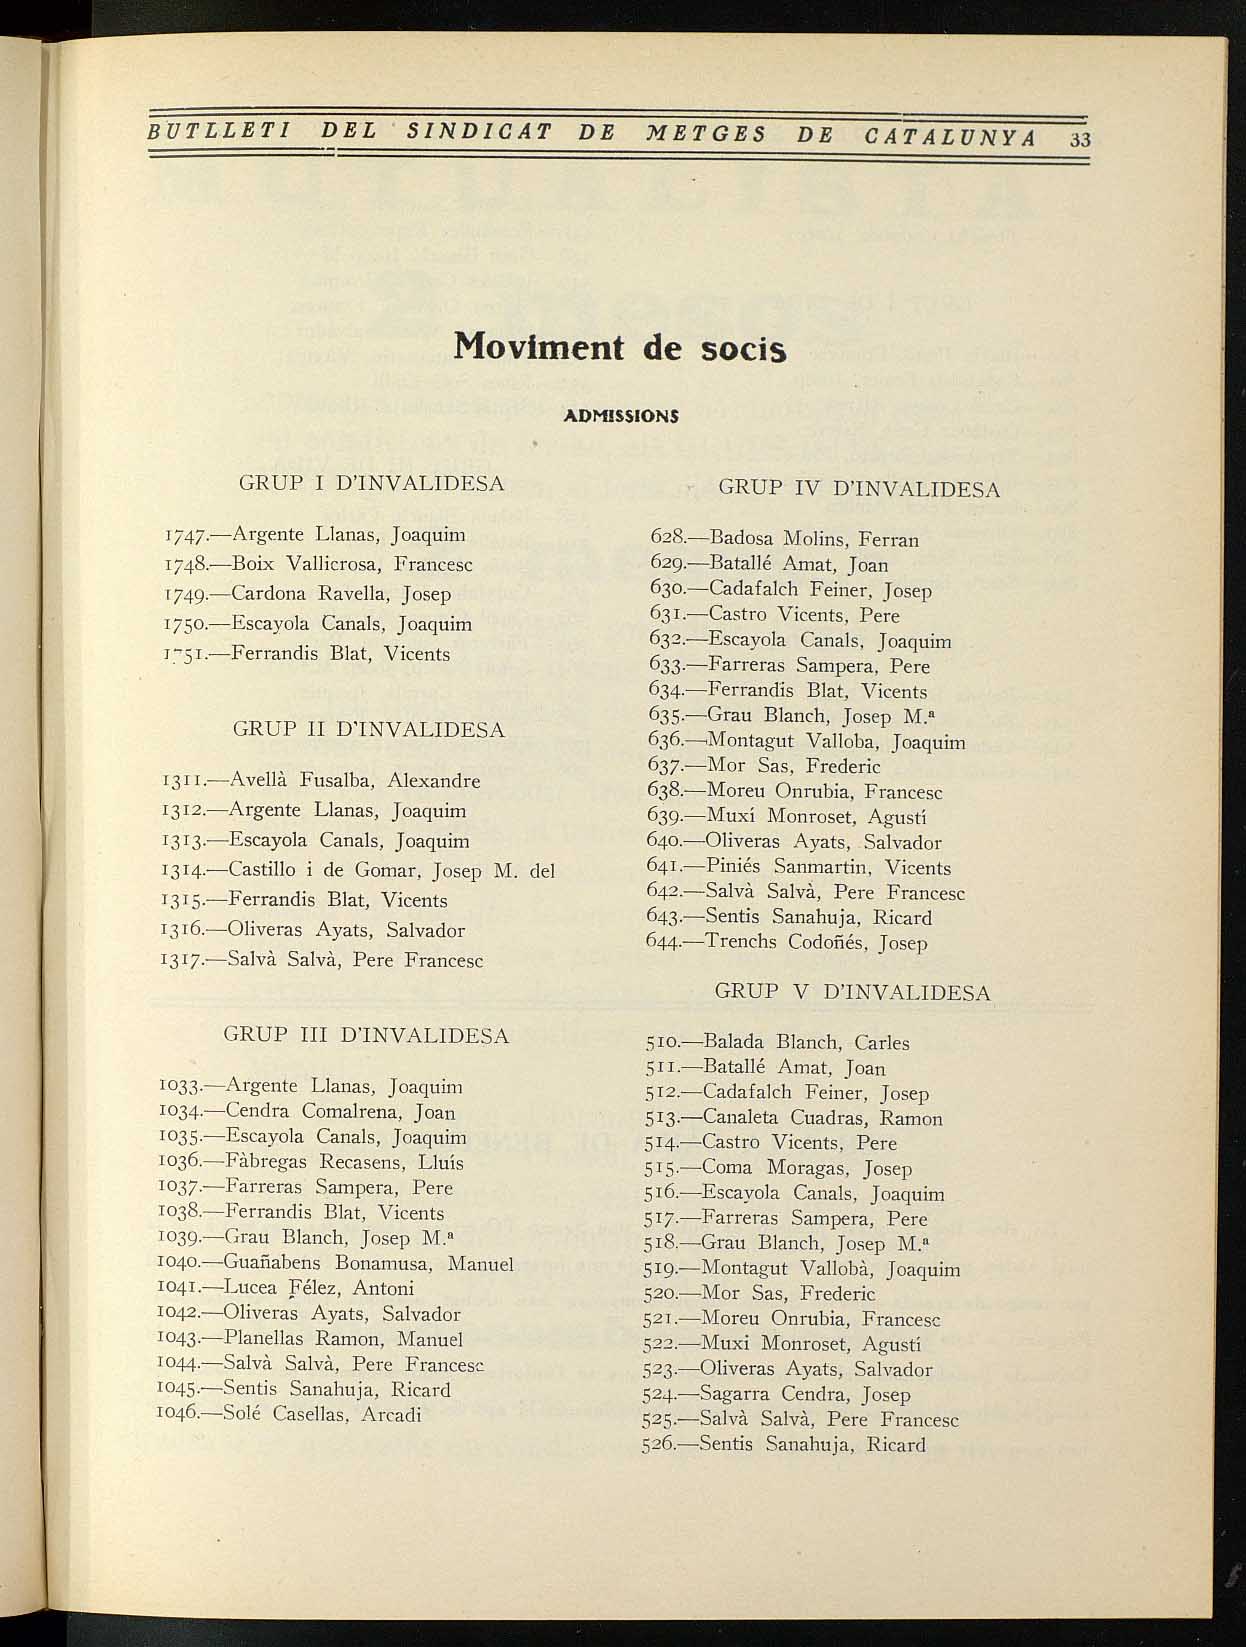 BUTLLETI DEL SINDICAT DE METGES DE CATALUNYA 33
Moviment de socis
ADMISSIONS
GRUP I D'INVALIDESA
1747.—Argente Llanas, Joaquim
1748.—Boix Vallicrosa, Francesc
1749.—Cardona Ravella, Josep
1750.—Escayola Canals, Joaquim
1751.—Ferrandis Blat, Vicents
GRUP II D'INVALIDESA
1311.—Avellà Fusalba, Alexandre
1312.—Argente Llanas, Joaquim
1313.—Escayola Canals, Joaquim
1314.—Castillo i de Gomar, Josep M. del
1315.—Ferrandis Blat, Vicents
1316.—Oliveras Ayats, Salvador
1317.—Salvà Salvà, Pere Francesc
GRUP III D'INVALIDESA
1033.—Argente Llanas, Joaquim
1034.—Cendra Comalrena, Joan
1035.—Escayola Canals, Joaquim
1036.—Fàbregas Recasens, Lluís
1037.—Farreras Sampera, Pere
1038.—Ferrandis Blat, Vicents
1039.—Grau Blanch, Josep M.ª
1040.—Guañabens Bonamusa, Manuel
1041.—Lucea Félez, Antoni
1042.—Oliveras Ayats, Salvador
1043.—Planellas Ramon, Manuel
1044.—Salvà Salvà, Pere Francesc
1045.—Sentis Sanahuja, Ricard
1046.—Solé Casellas, Arcadi
GRUP IV D'INVALIDESA
628.—Badosa Molins, Ferran
629.—Batallé Amat, Joan
630.—Cadafalch Feiner, Josep
631.—Castro Vicents, Pere
632.—Escayola Canals, Joaquim
633.—Farreras Sampera, Pere
634.—Ferrandis Blat, Vicents
635.—Grau Blanch, Josep M.ª
636.—Montagut Valloba, Joaquim
637.—Mor Sas, Frederic
638.—Moreu Onrubia, Francesc
639.—Muxí Monroset, Agustí
640.—Oliveras Ayats, Salvador
641.—Piniés Sanmartin, Vicents
642.—Salvà Salvà, Pere Francesc
643.—Sentis Sanahuja, Ricard
644.—Trenchs Codoñés, Josep
GRUP V D'INVALIDESA
510.—Balada Blanch, Carles
511.—Batallé Amat, Joan
512.—Cadafalch Feiner, Josep
513.—Canaleta Cuadras, Ramon
514.—Castro Vicents, Pere
515.—Coma Moragas, Josep
516.—Escayola Canals, Joaquim
517.—Farreras Sampera, Pere
518.—Grau Blanch, Josep M.ª
519.—Montagut Vallobà, Joaquim
520.—Mor Sas, Frederic
521.—Moreu Onrubia, Francesc
522.—Muxi Monroset, Agustí
523.—Oliveras Ayats, Salvador
524.—Sagarra Cendra, Josep
525.—Salvà Salvà, Pere Francesc
526.—Sentis Sanahuja, Ricard